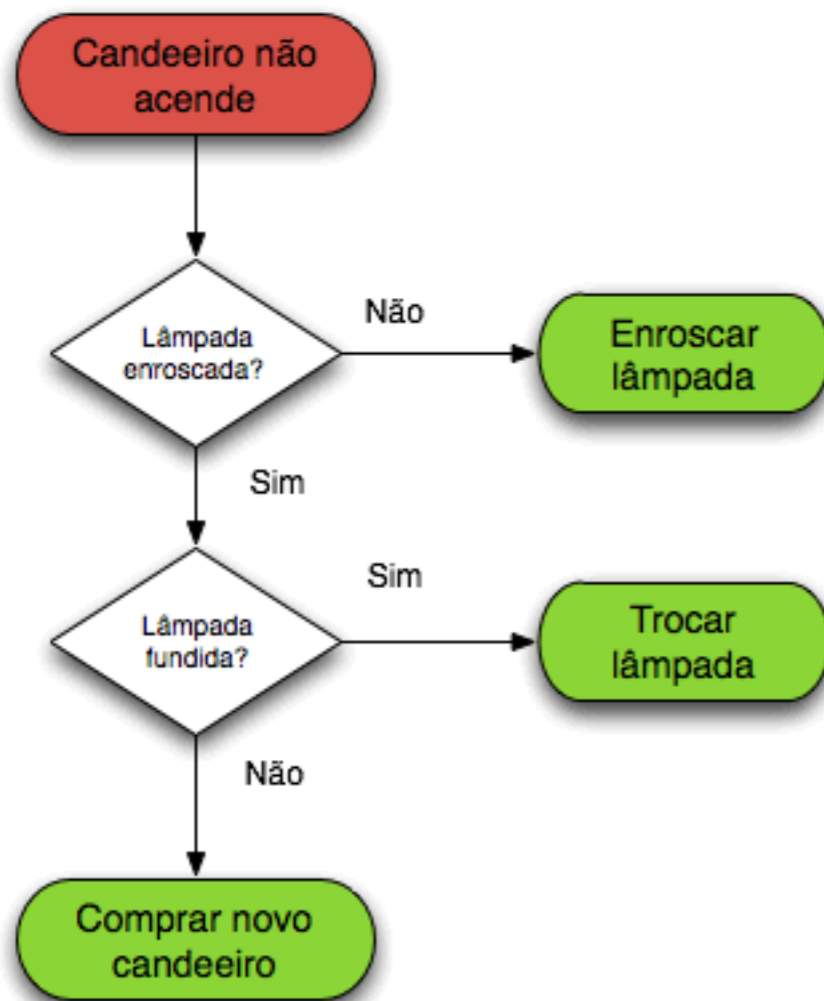 Candeeiro não
acende
Lâmpada
enroscada?
Não
Enroscar
lâmpada
Sim
Lâmpada
fundida?
Sim
Trocar
lâmpada
Não
Comprar novo
candeeiro